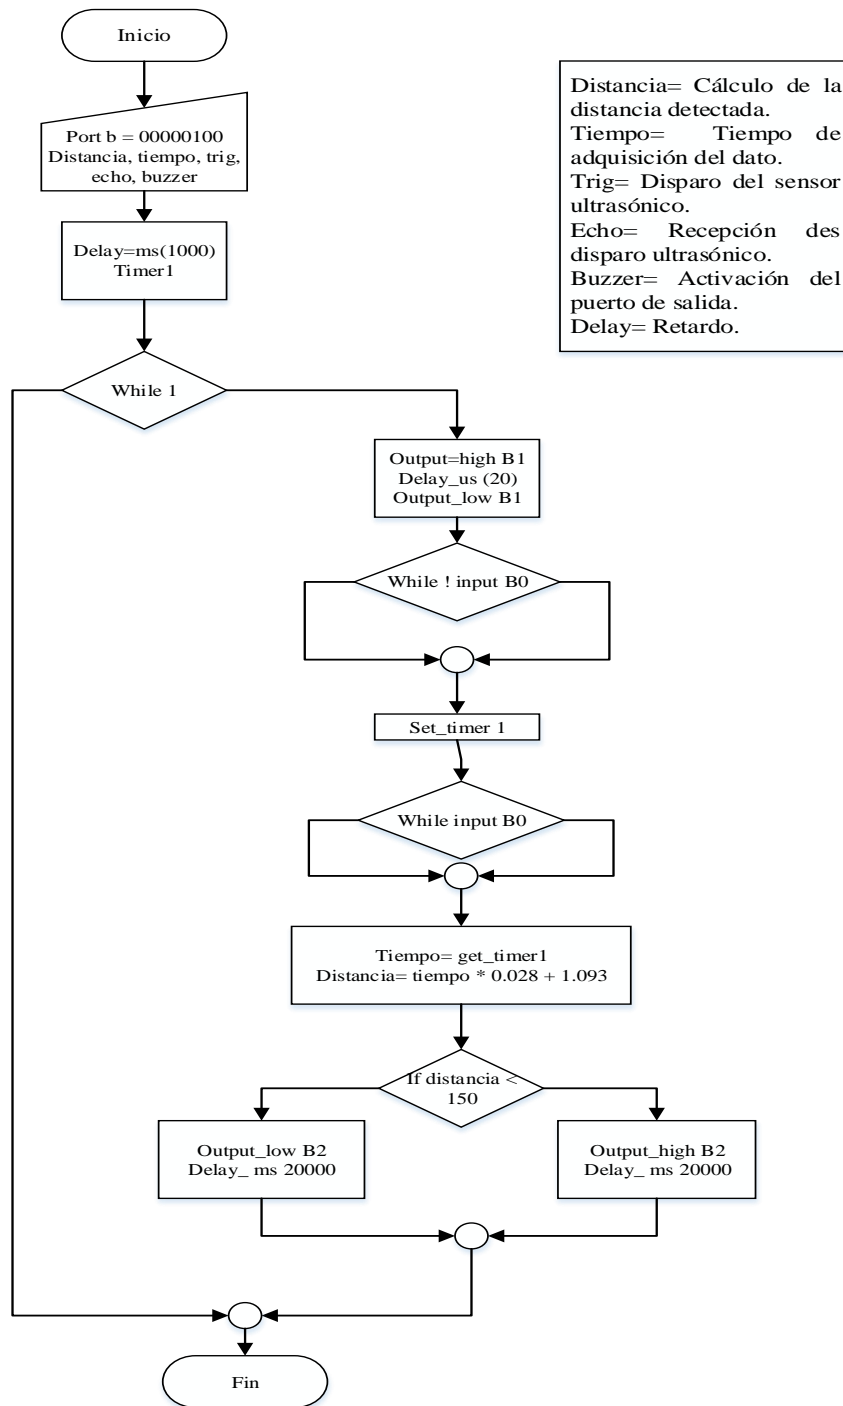 Inicio
Port b = 00000100
Distancia, tiempo, trig,
echo, buzzer
Delay=ms(1000)
Timer1
While 1
Distancia= Cálculo de la
distancia detectada.
Tiempo= Tiempo de
adquisición del dato.
Trig= Disparo del sensor
ultrasónico.
Echo= Recepción des
disparo ultrasónico.
Buzzer= Activación del
puerto de salida.
Delay= Retardo.
Output=high B1
Delay_us (20)
Output_low B1
While ! input B0
Set_timer 1
While input B0
Tiempo= get_timer1
Distancia= tiempo * 0.028 + 1.093
If distancia <
150
Output_low B2
Delay_ ms 20000
Output_high B2
Delay_ ms 20000
Fin